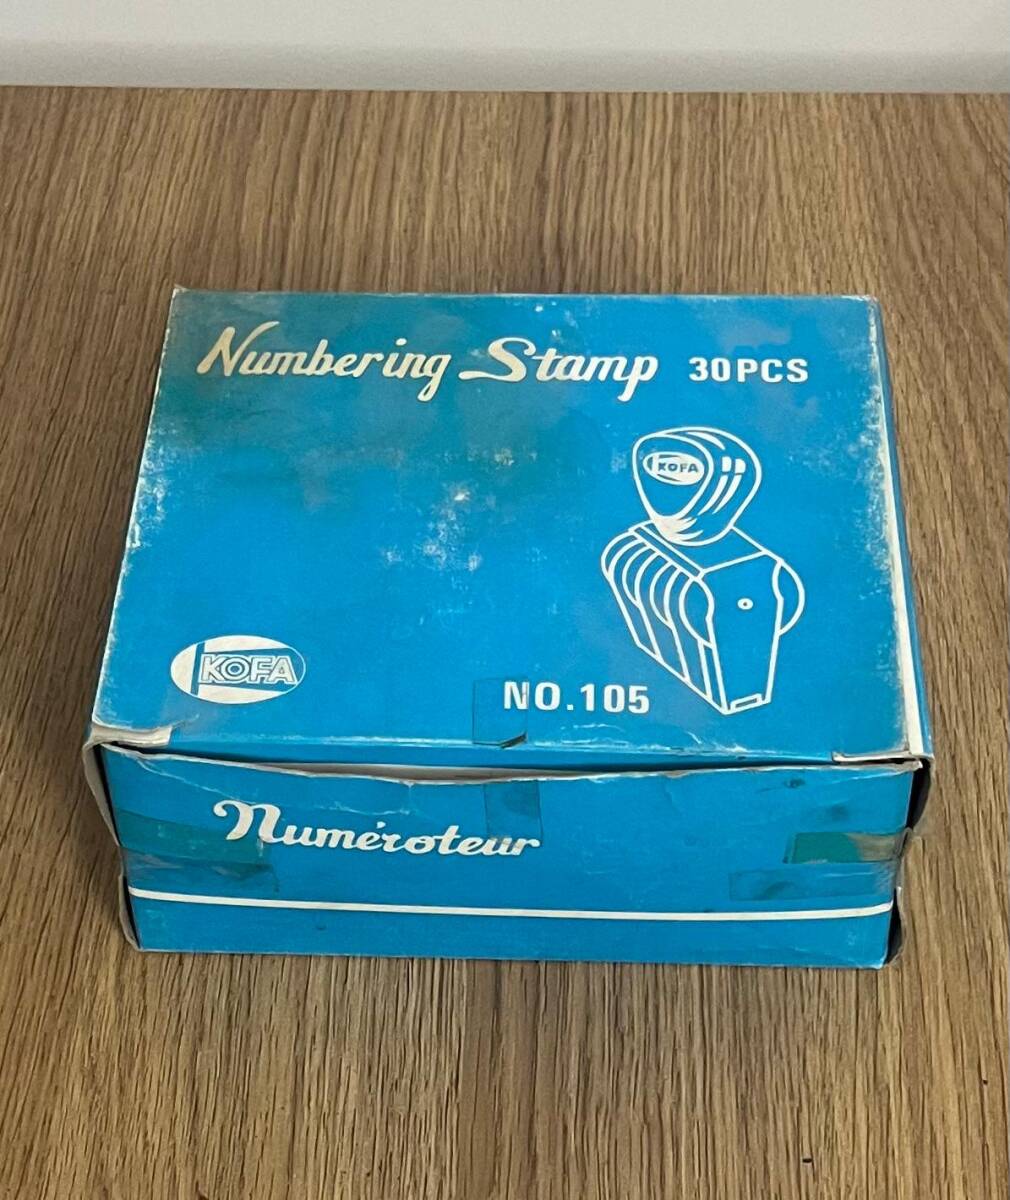 Numbering Stamp 30PCS
KOFA
KOFA
NO.105
Numéroteur